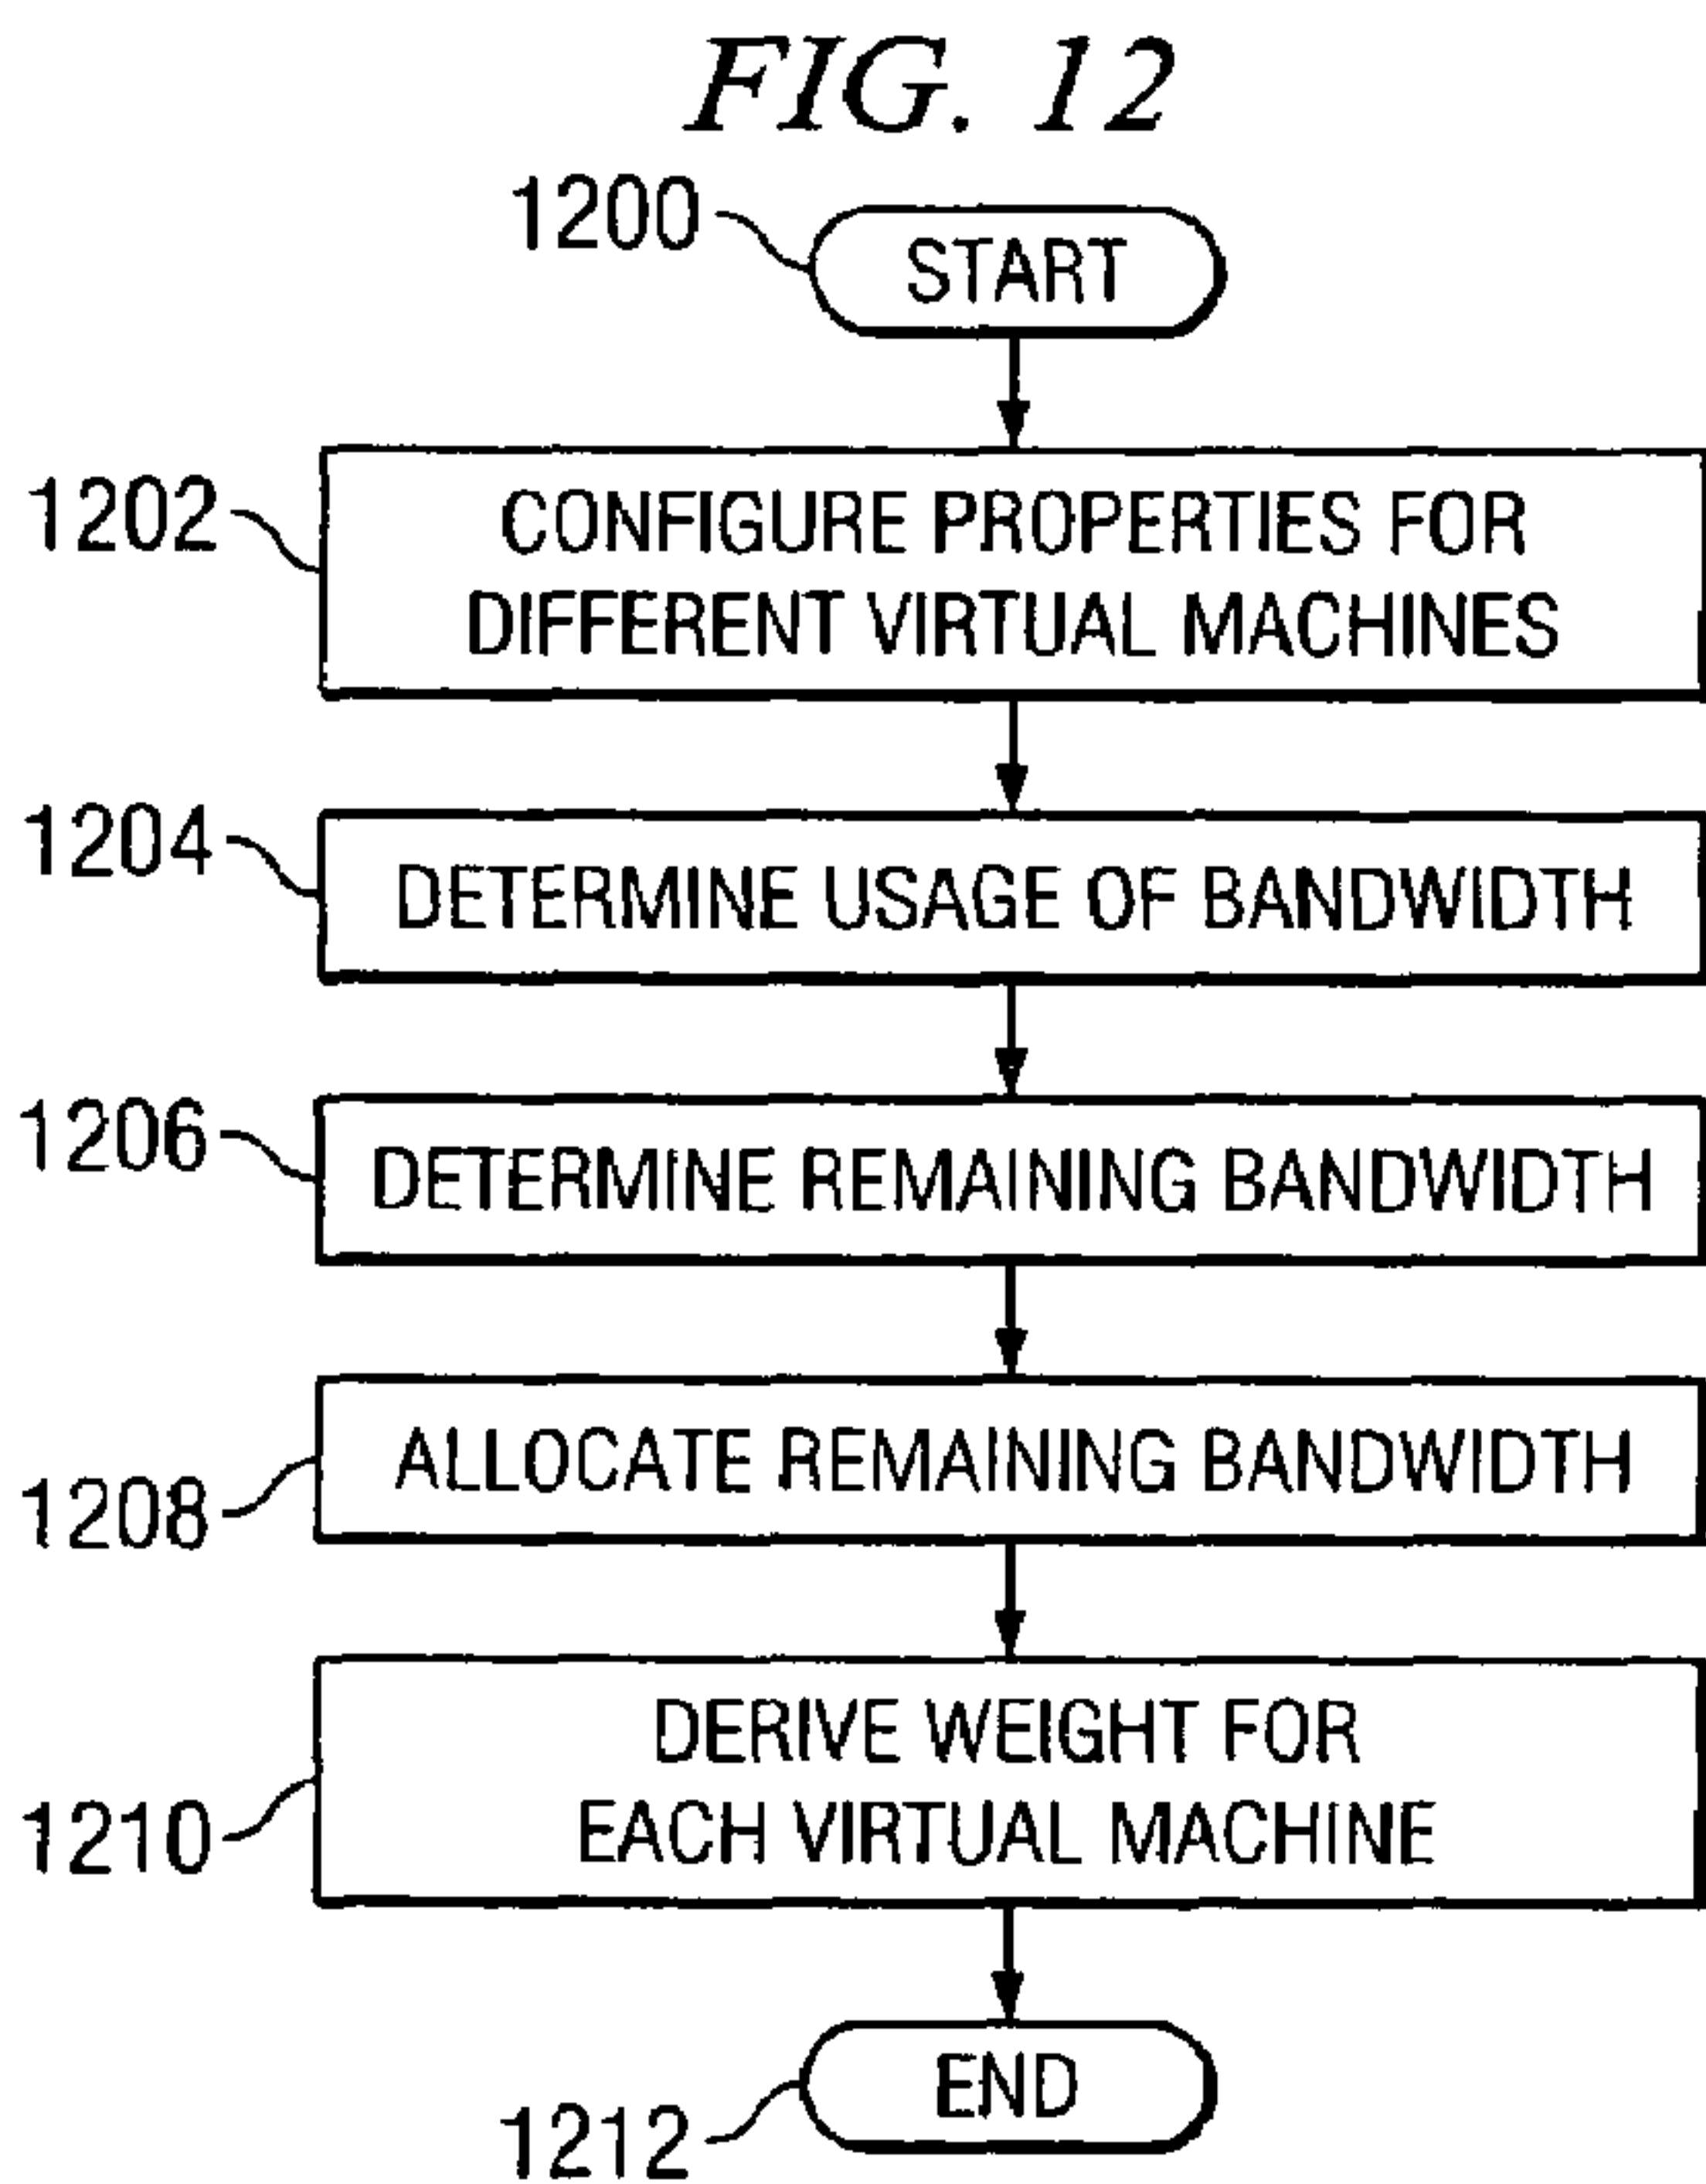 FIG. 12
1200
START
1202
CONFIGURE PROPERTIES FOR
DIFFERENT VIRTUAL MACHINES
1204
DETERMINE USAGE OF BANDWIDTH
1206
DETERMINE REMAINING BANDWIDTH
1208
ALLOCATE REMAINING BANDWIDTH
1210
DERIVE WEIGHT FOR
EACH VIRTUAL MACHINE
1212
END